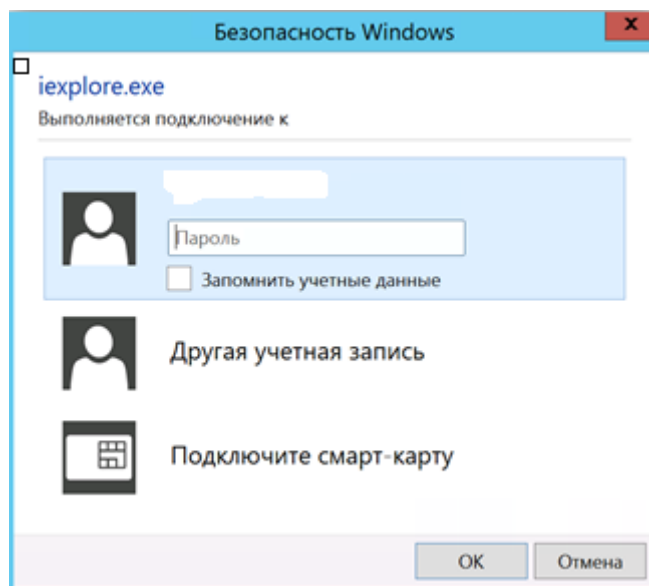 Безопасность Windows
x
iexplore.exe
Выполняется подключение к
Пароль
Запомнить учетные данные
Другая учетная запись
Подключите смарт-карту
OK
Отмена